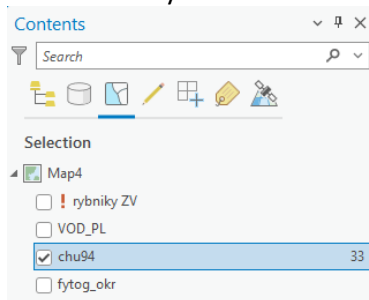 Contents
Search
Selection
Map4
! rybniky ZV
VOD_PL
chu94 33
fytog_okr